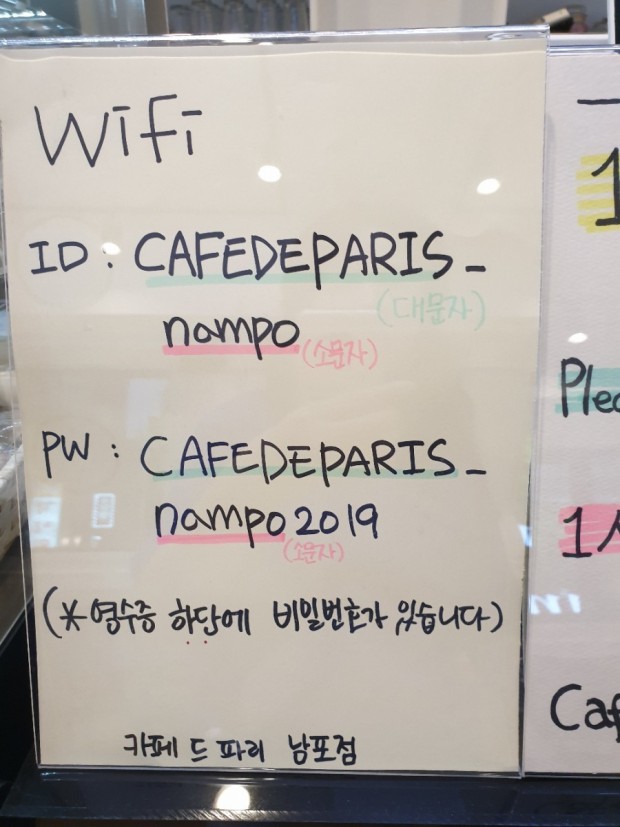 Wifi
ID : CAFEDEPARIS_
(대문자)
nampo (소문자)
PW : CAFEDEPARIS_
nampo2019
(소문자)
(※영수증 하단에 비밀번호가 있습니다)
카페 드 파리 남포점
1
Plea
1
Caf